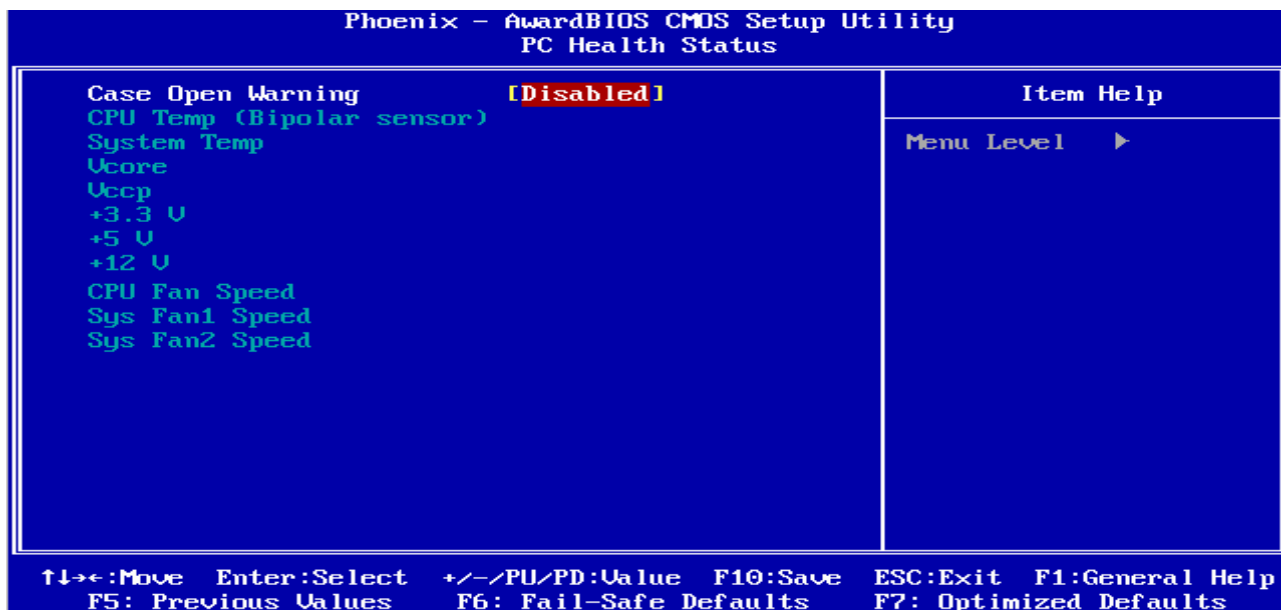 Phoenix - AwardBIOS CMOS Setup Utility
PC Health Status
Case Open Warning [Disabled]
CPU Temp (Bipolar sensor)
System Temp
Vcore
Vccp
+3.3 V
+5 V
+12 V
CPU Fan Speed
Sys Fan1 Speed
Sys Fan2 Speed
Item Help
Menu Level ▶
↑↓→←:Move Enter:Select +/-/PU/PD:Value F10:Save ESC:Exit F1:General Help
F5: Previous Values F6: Fail-Safe Defaults F7: Optimized Defaults